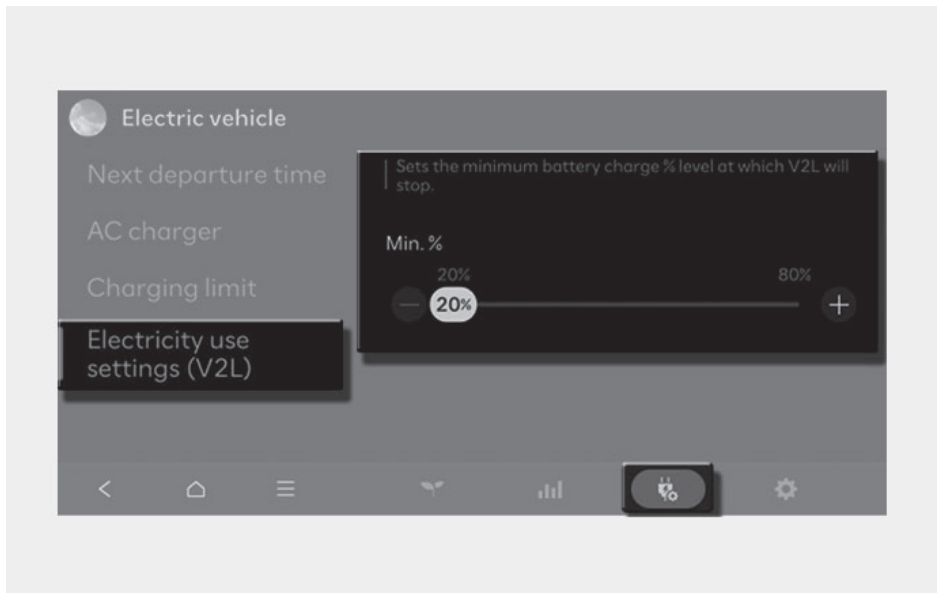 Electric vehicle
Next departure time
AC charger
Charging limit
Electricity use
settings (V2L)
Sets the minimum battery charge % level at which V2L will
stop.
Min. %
20%
80%
20%